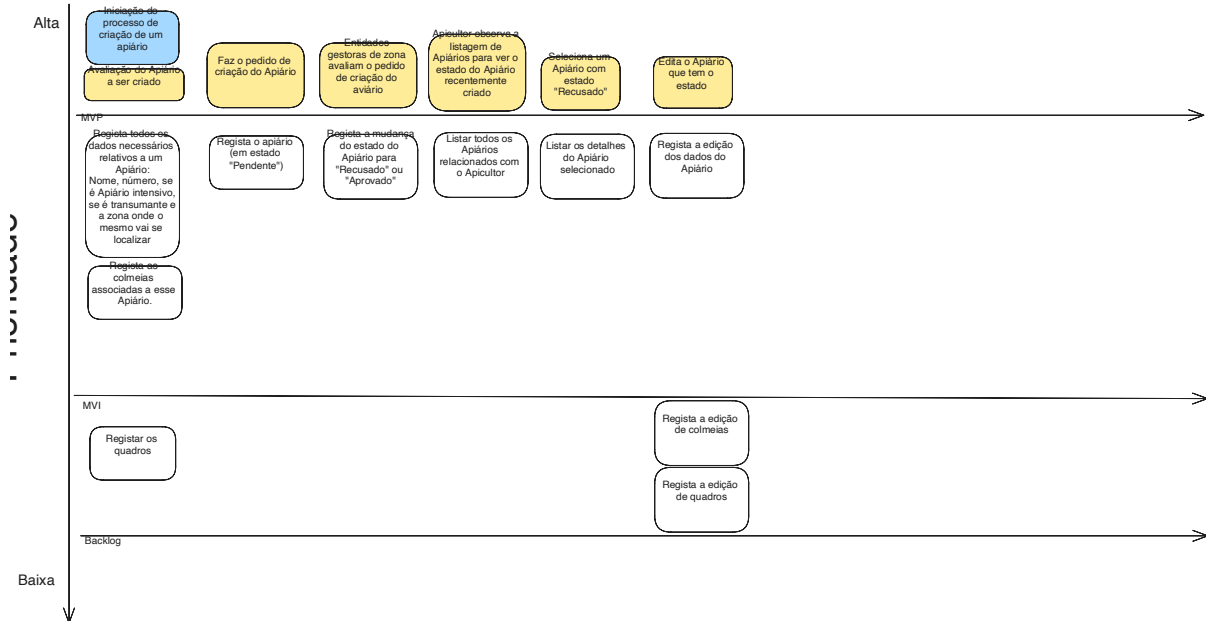 Alta
Iniciação do
processo de
criação de um
apiário
Avaliação do Apiário
a ser criado
Faz o pedido de
criação do Apiário
Entidades
gestoras de zona
avaliam o pedido
de criação do
aviário
Apicultor observa a
listagem de
Apiários para ver o
estado do Apiário
recentemente
criado
Seleciona um
Apiário com
estado
"Recusado"
Edita o Apiário
que tem o
estado
MVP
Regista todos os
dados necessários
relativos a um
Apiário:
Nome, número, se
é Apiário intensivo,
se é transumante e
a zona onde o
mesmo vai se
localizar
Regista as
colmeias
associadas a esse
Apiário.
Regista o apiário
(em estado
"Pendente")
Regista a mudança
do estado do
Apiário para
"Recusado" ou
"Aprovado"
Listar todos os
Apiários
relacionados com
o Apicultor
Listar os detalhes
do Apiário
selecionado
Regista a edição
dos dados do
Apiário
MVI
Registar os
quadros
Regista a edição
de colmeias
Regista a edição
de quadros
Backlog
Baixa